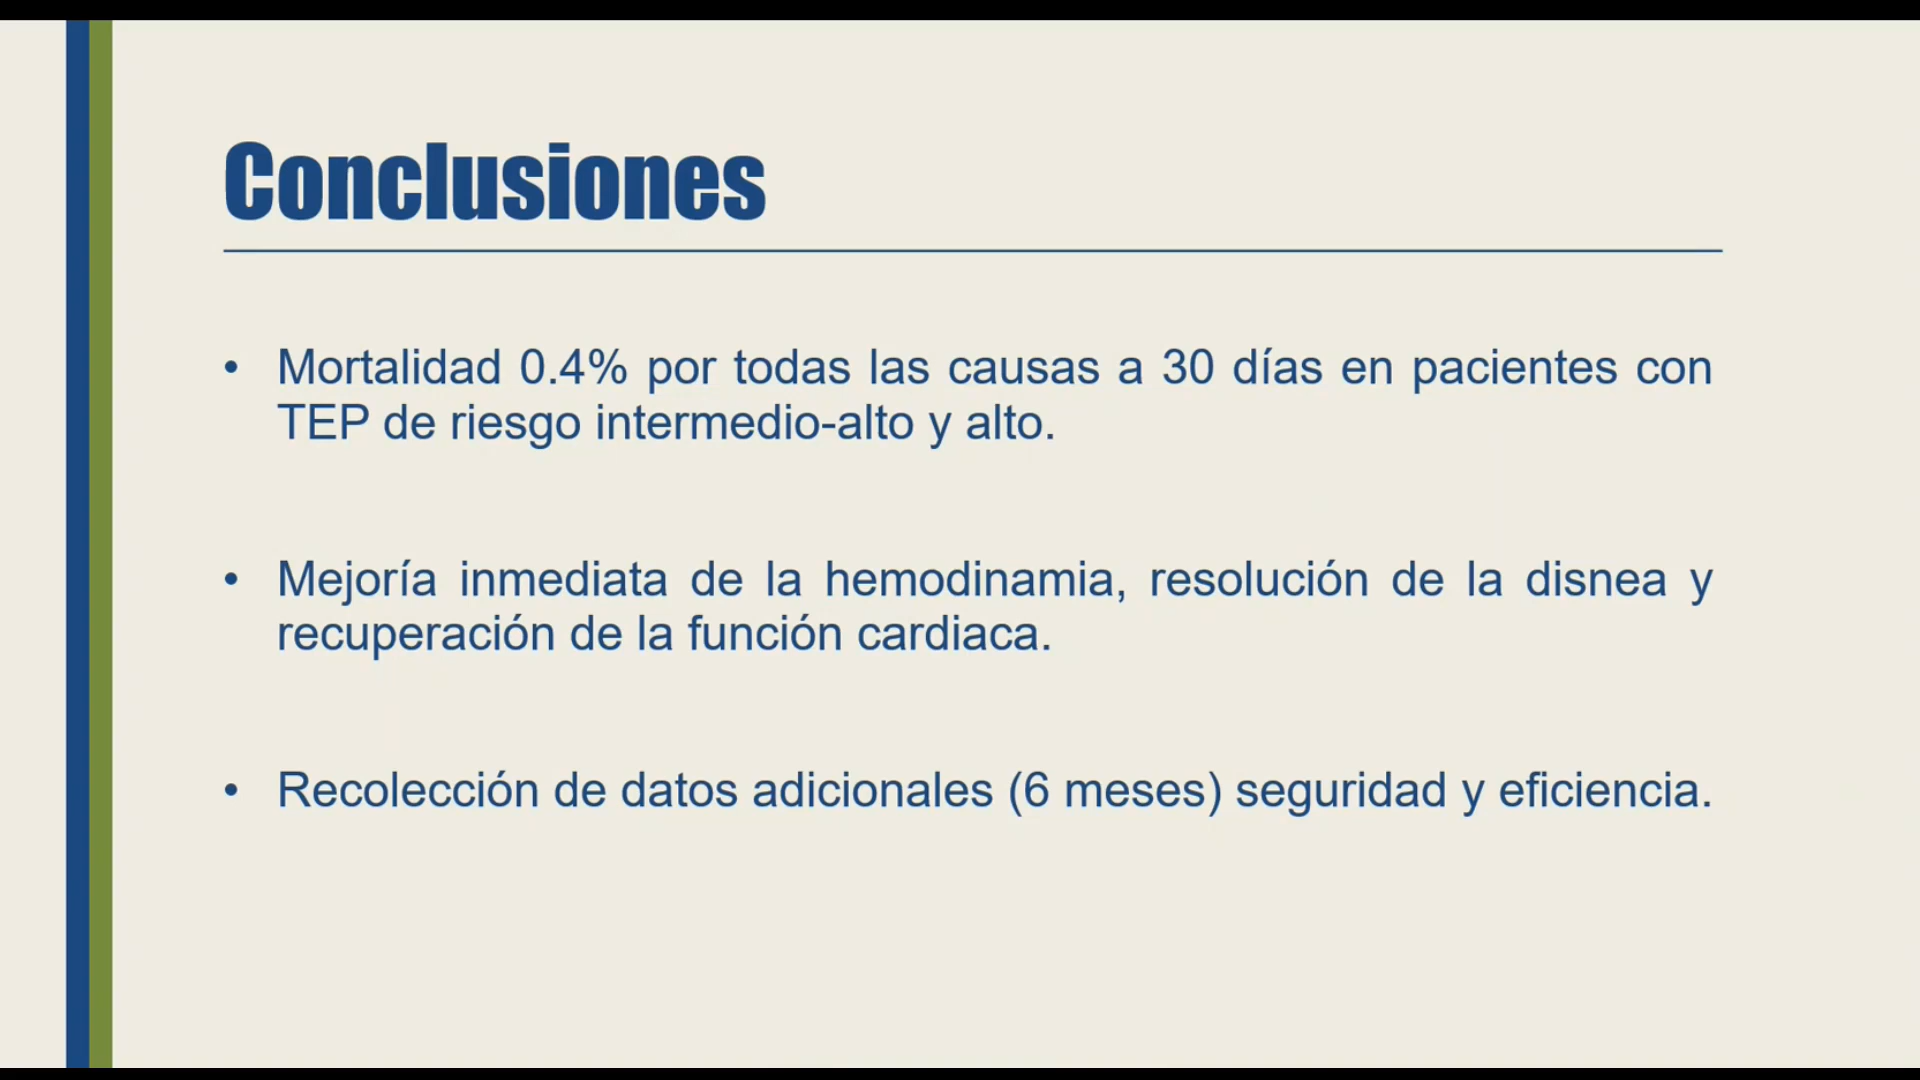 Conclusiones
• Mortalidad 0.4% por todas las causas a 30 días en pacientes con
TEP de riesgo intermedio-alto y alto.
• Mejoría inmediata de la hemodinamia, resolución de la disnea y
recuperación de la función cardiaca.
• Recolección de datos adicionales (6 meses) seguridad y eficiencia.